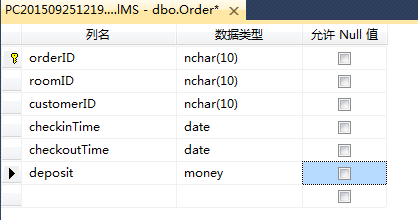 PC201509251219....lMS - dbo.Order*
列名 数据类型 允许 Null 值
orderID nchar(10)
roomID nchar(10)
customerID nchar(10)
checkinTime date
checkoutTime date
deposit money